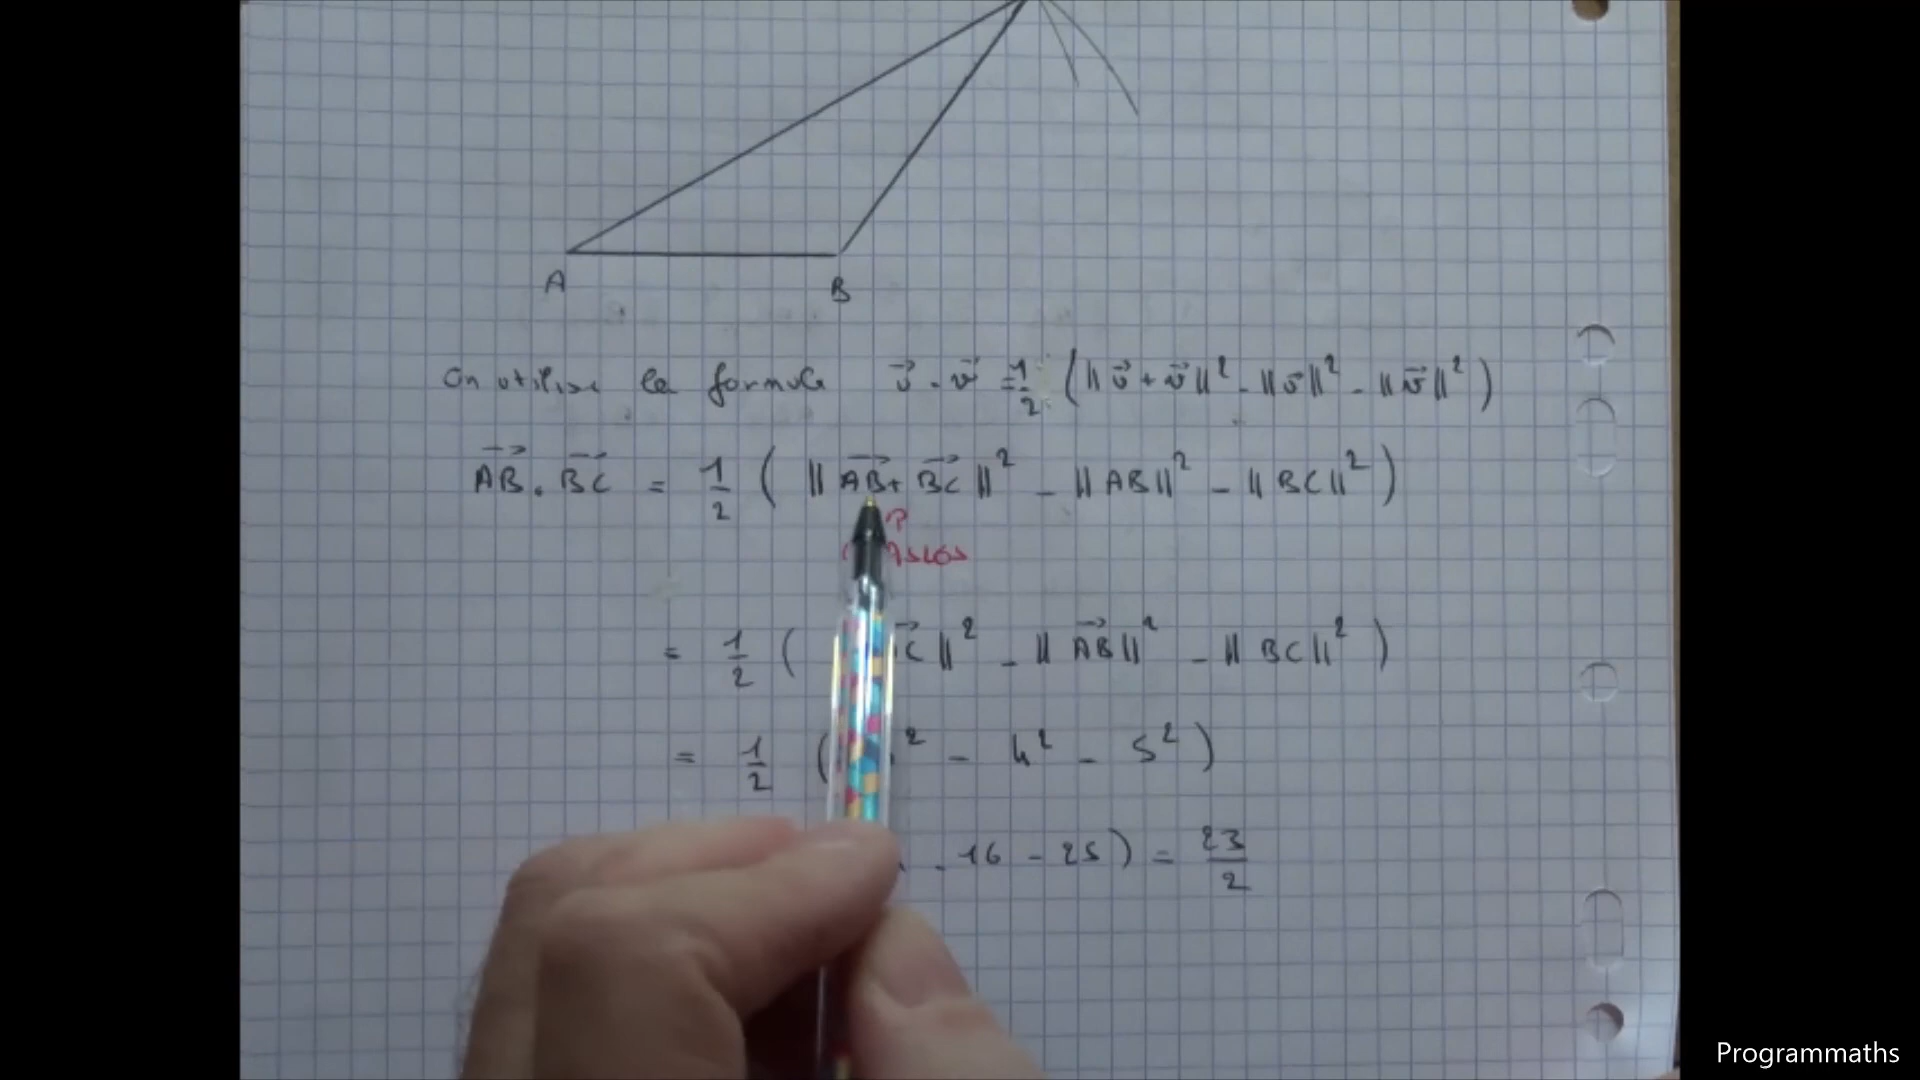 A
B
On utilise la formule u⃗ . v⃗ = 1/2 (||u⃗ + v⃗||² - ||u⃗||² - ||v⃗||²)
AB⃗ . BC⃗ = 1/2 ( ||AB⃗ + BC⃗||² - ||AB||² - ||BC||² )
= 1/2 ( C⃗||² - ||AB⃗||² - ||BC||² )
= 1/2 ( ² - 4² - 5² )
- 16 - 25 ) = 23/2
Programmaths